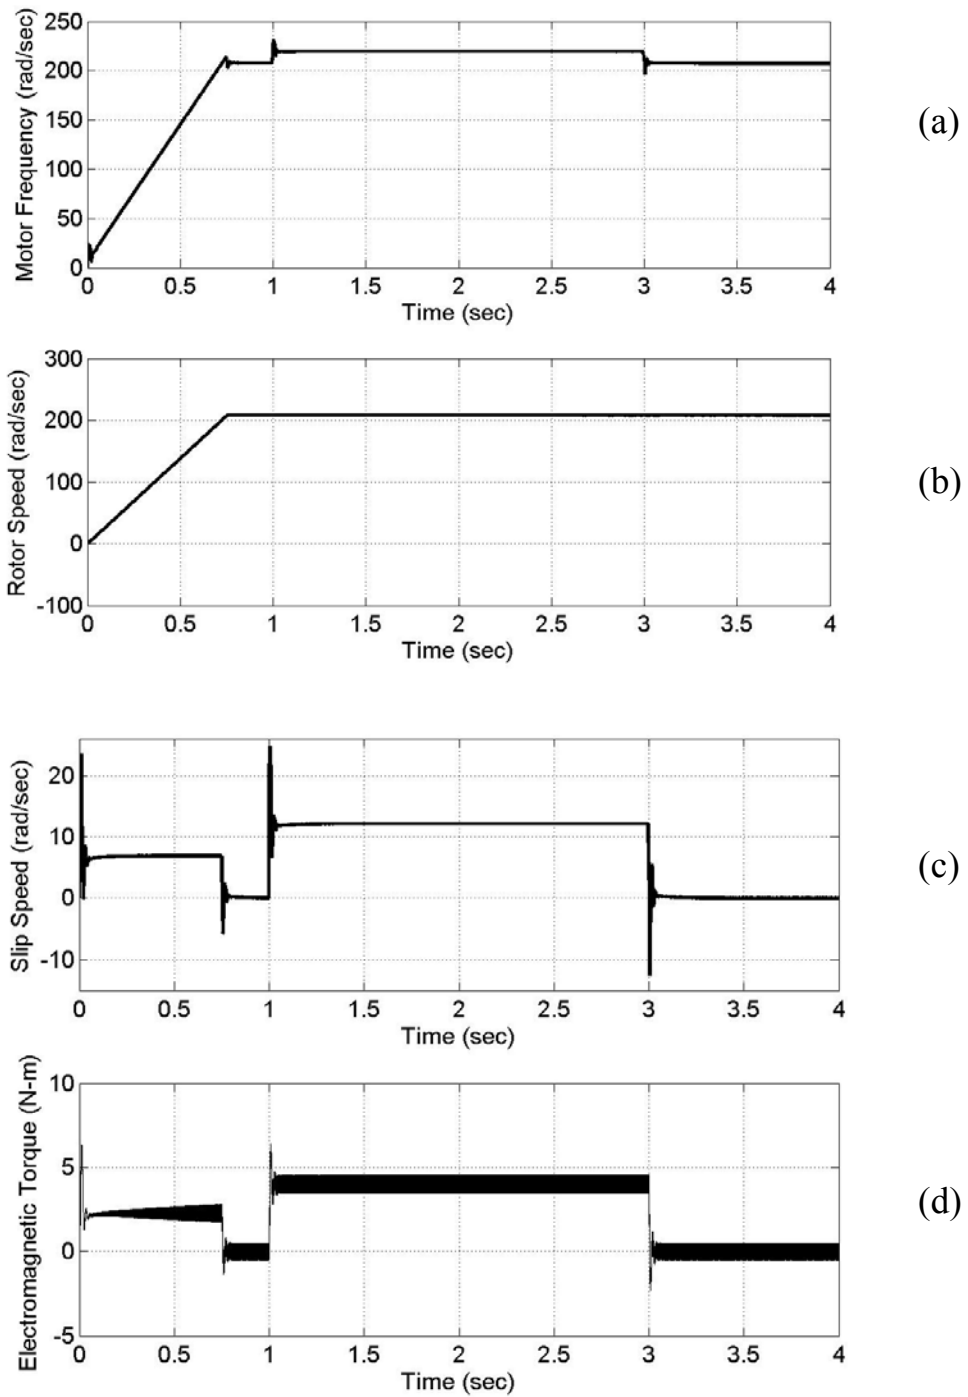 Motor Frequency (rad/sec)
250
200
150
100
50
0
0 0.5 1 1.5 2 2.5 3 3.5 4
Time (sec)
(a)
Rotor Speed (rad/sec)
300
200
100
0
-100
0 0.5 1 1.5 2 2.5 3 3.5 4
Time (sec)
(b)
Slip Speed (rad/sec)
20
10
0
-10
0 0.5 1 1.5 2 2.5 3 3.5 4
Time (sec)
(c)
Electromagnetic Torque (N-m)
10
5
0
-5
0 0.5 1 1.5 2 2.5 3 3.5 4
Time (sec)
(d)